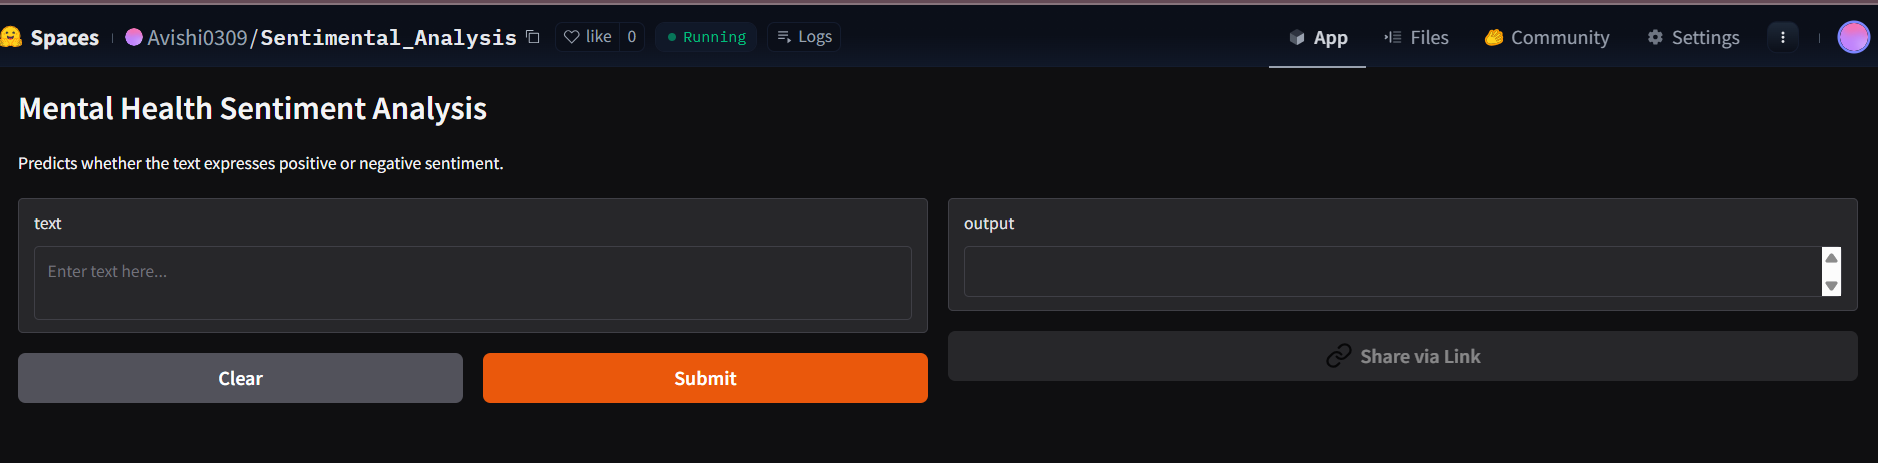 Spaces Avishi0309/Sentimental_Analysis like 0 Running Logs App Files Community Settings
Mental Health Sentiment Analysis
Predicts whether the text expresses positive or negative sentiment.
text
Enter text here...
Clear Submit
output
Share via Link